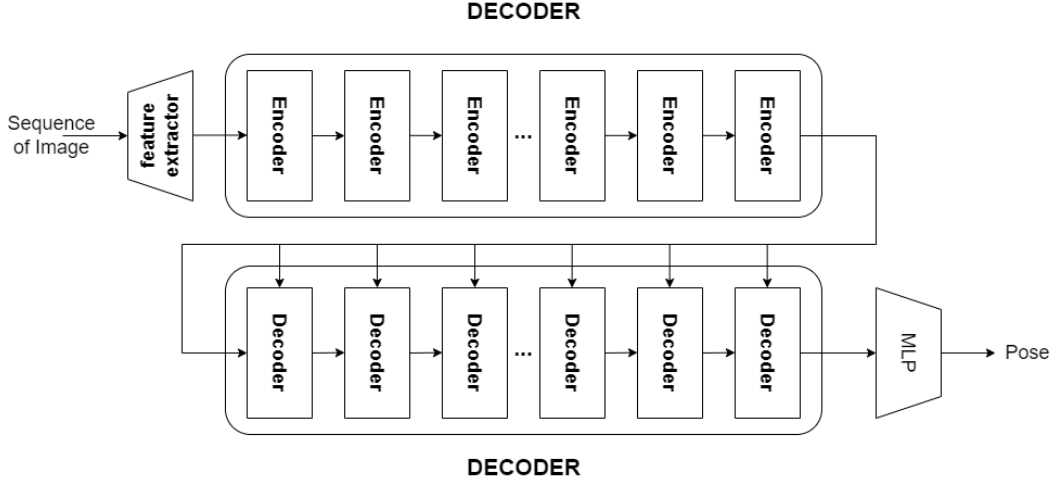 DECODER
Sequence
of Image
feature
extractor
Encoder
Encoder
Encoder
...
Encoder
Encoder
Encoder
Decoder
Decoder
Decoder
...
Decoder
Decoder
Decoder
MLP
Pose
DECODER